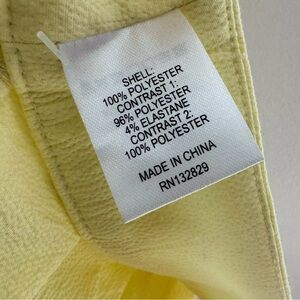 SHELL:
100% POLYESTER
CONTRAST 1:
96% POLYESTER
4% ELASTANE
CONTRAST 2:
100% POLYESTER
MADE IN CHINA
RN132829